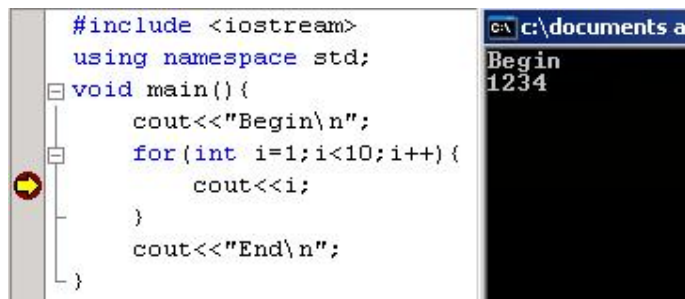 #include <iostream>
using namespace std;
void main(){
cout<<"Begin\n";
for(int i=1;i<10;i++){
cout<<i;
}
cout<<"End\n";
}
c:\documents a
Begin
1234